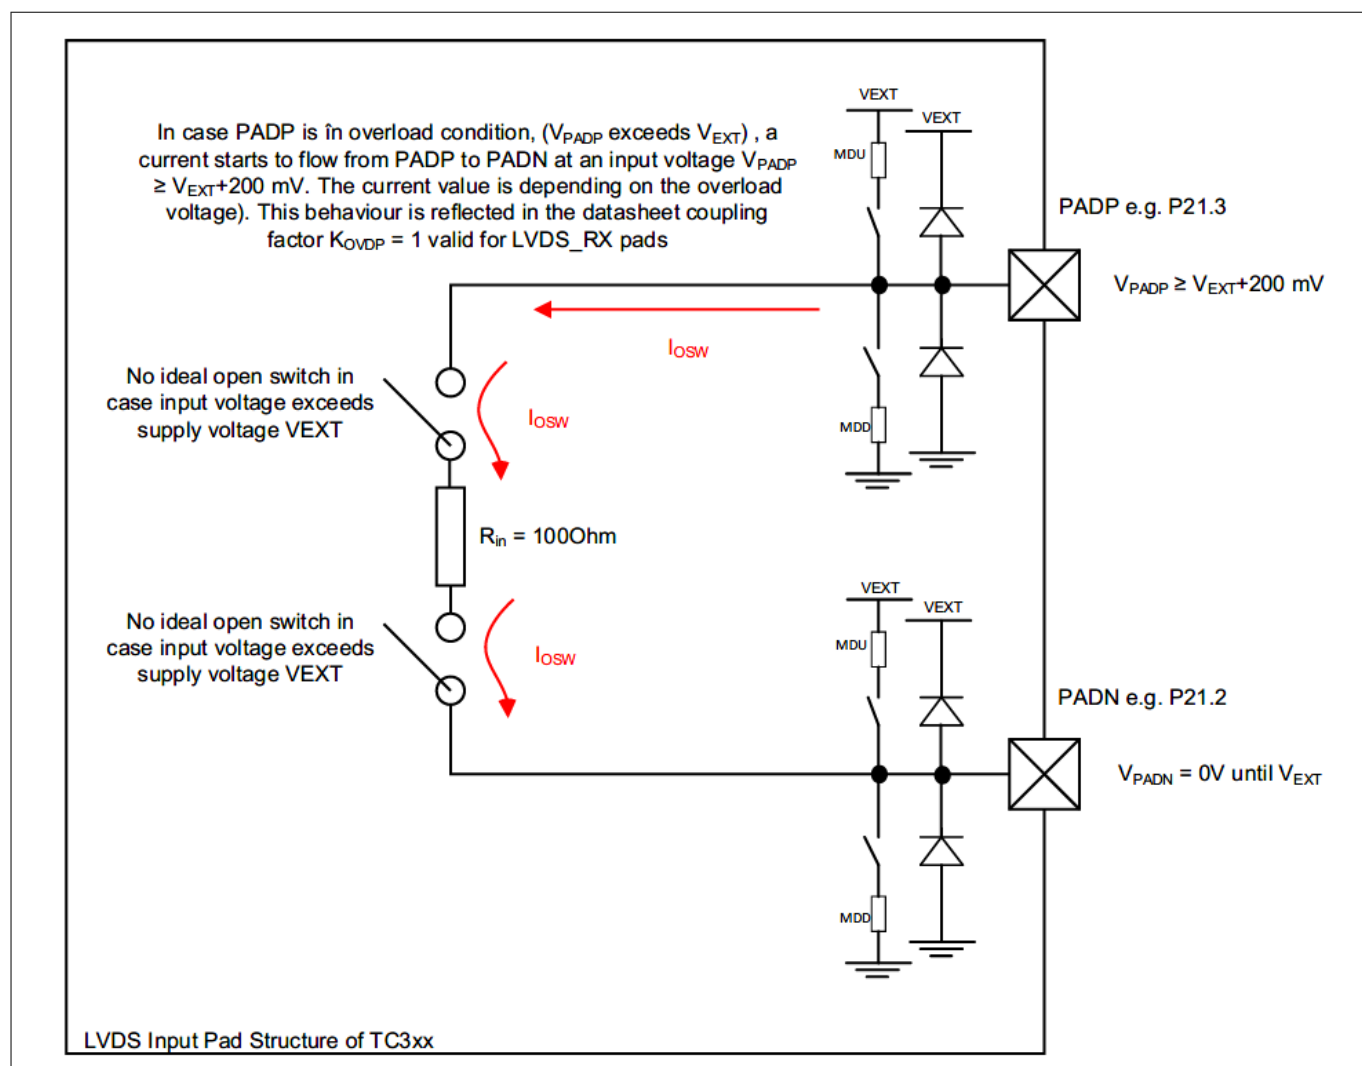 VEXT
VEXT
In case PADP is în overload condition, (VPADP exceeds VEXT) , a
current starts to flow from PADP to PADN at an input voltage VPADP
≥ VEXT+200 mV. The current value is depending on the overload
voltage). This behaviour is reflected in the datasheet coupling
factor KOVDP = 1 valid for LVDS_RX pads
MDU
PADP e.g. P21.3
VPADP ≥ VEXT+200 mV
IOSW
No ideal open switch in
case input voltage exceeds
supply voltage VEXT
IOSW
MDD
Rin = 100Ohm
VEXT
VEXT
No ideal open switch in
case input voltage exceeds
supply voltage VEXT
IOSW
MDU
PADN e.g. P21.2
VPADN = 0V until VEXT
MDD
LVDS Input Pad Structure of TC3xx